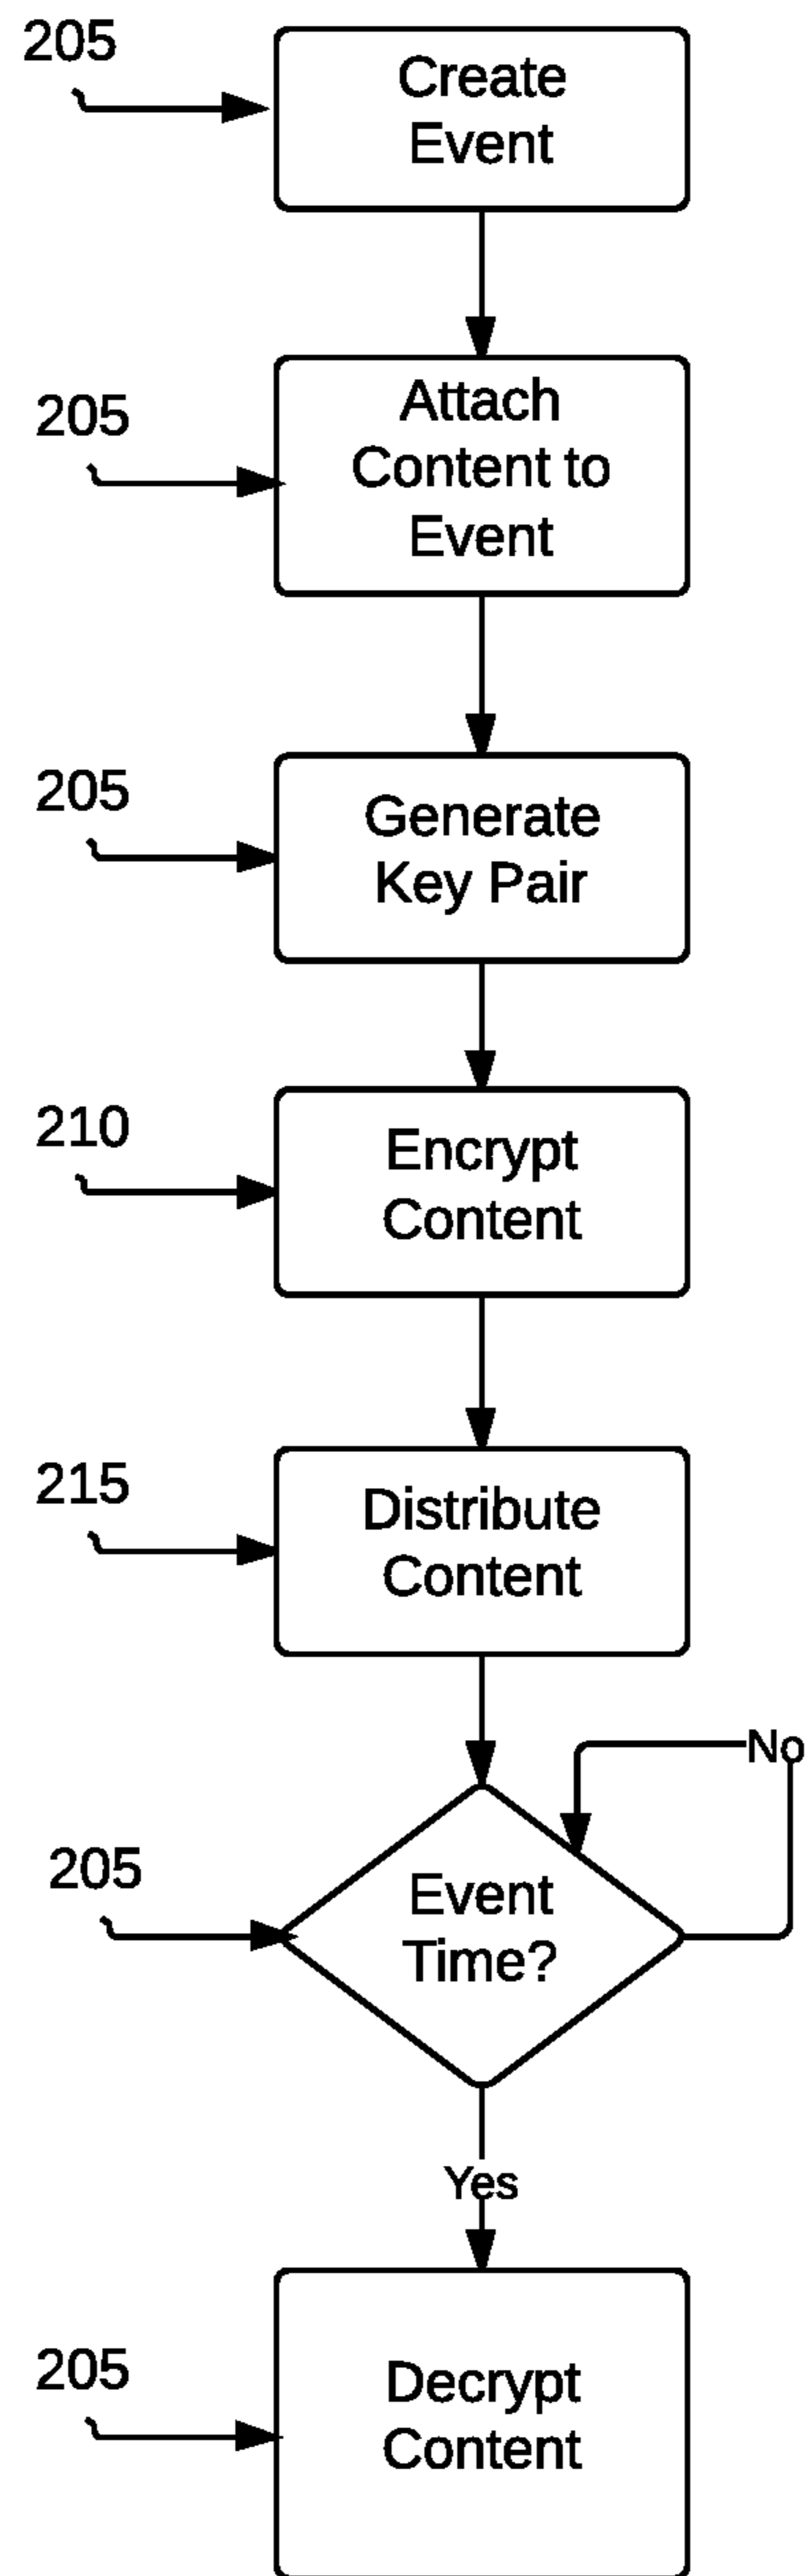 205
Create
Event
205
Attach
Content to
Event
205
Generate
Key Pair
210
Encrypt
Content
215
Distribute
Content
No
205
Event
Time?
Yes
205
Decrypt
Content